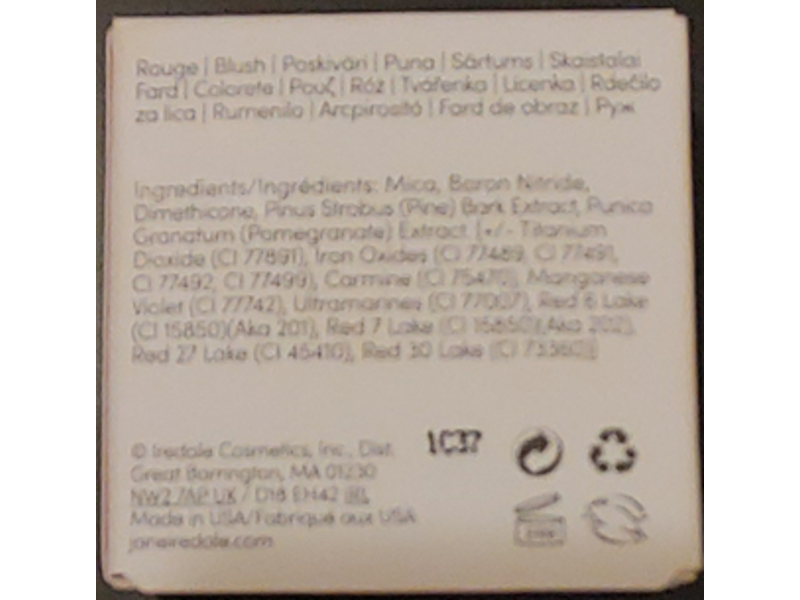 Rouge | Blush | Poskiväri | Puna | Sārtums | Skaistalai
Fard | Colorete | Ρουζ | Róż | Tvářenka | Lícenka | Rdečilo
za lica | Rumenilo | Arcpirosító | Fard de obraz | Руж
Ingredients/Ingrédients: Mica, Boron Nitride,
Dimethicone, Pinus Strobus (Pine) Bark Extract, Punica
Granatum (Pomegranate) Extract. [+/- Titanium
Dioxide (CI 77891), Iron Oxides (CI 77489, CI 77491,
CI 77492, CI 77499), Carmine (CI 75470), Manganese
Violet (CI 77742), Ultramarines (CI 77007), Red 6 Lake
(CI 15850)(Aka 201), Red 7 Lake (CI 15850)(Aka 202),
Red 27 Lake (CI 45410), Red 30 Lake (CI 73360)]
1C37
© Iredale Cosmetics, Inc., Dist.
Great Barrington, MA 01230
NW2 7AP UK / D18 EH42 IRL
Made in USA/Fabriqué aux USA
janeiredale.com